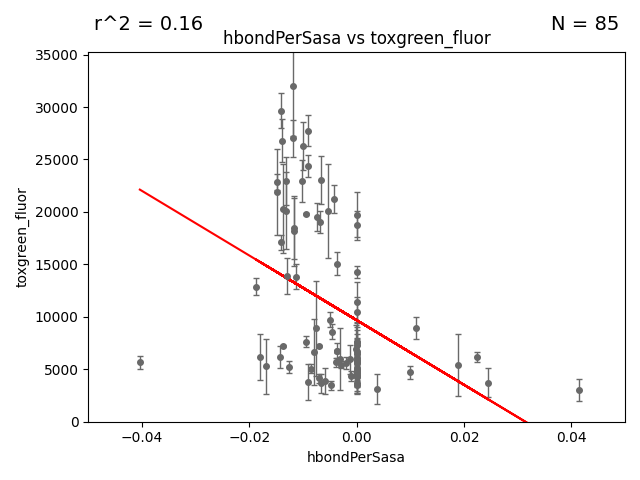 r^2 = 0.16
N = 85
hbondPerSasa vs toxgreen_fluor
35000
30000
25000
20000
15000
10000
5000
0
toxgreen_fluor
−0.04
−0.02
0.00
0.02
0.04
hbondPerSasa